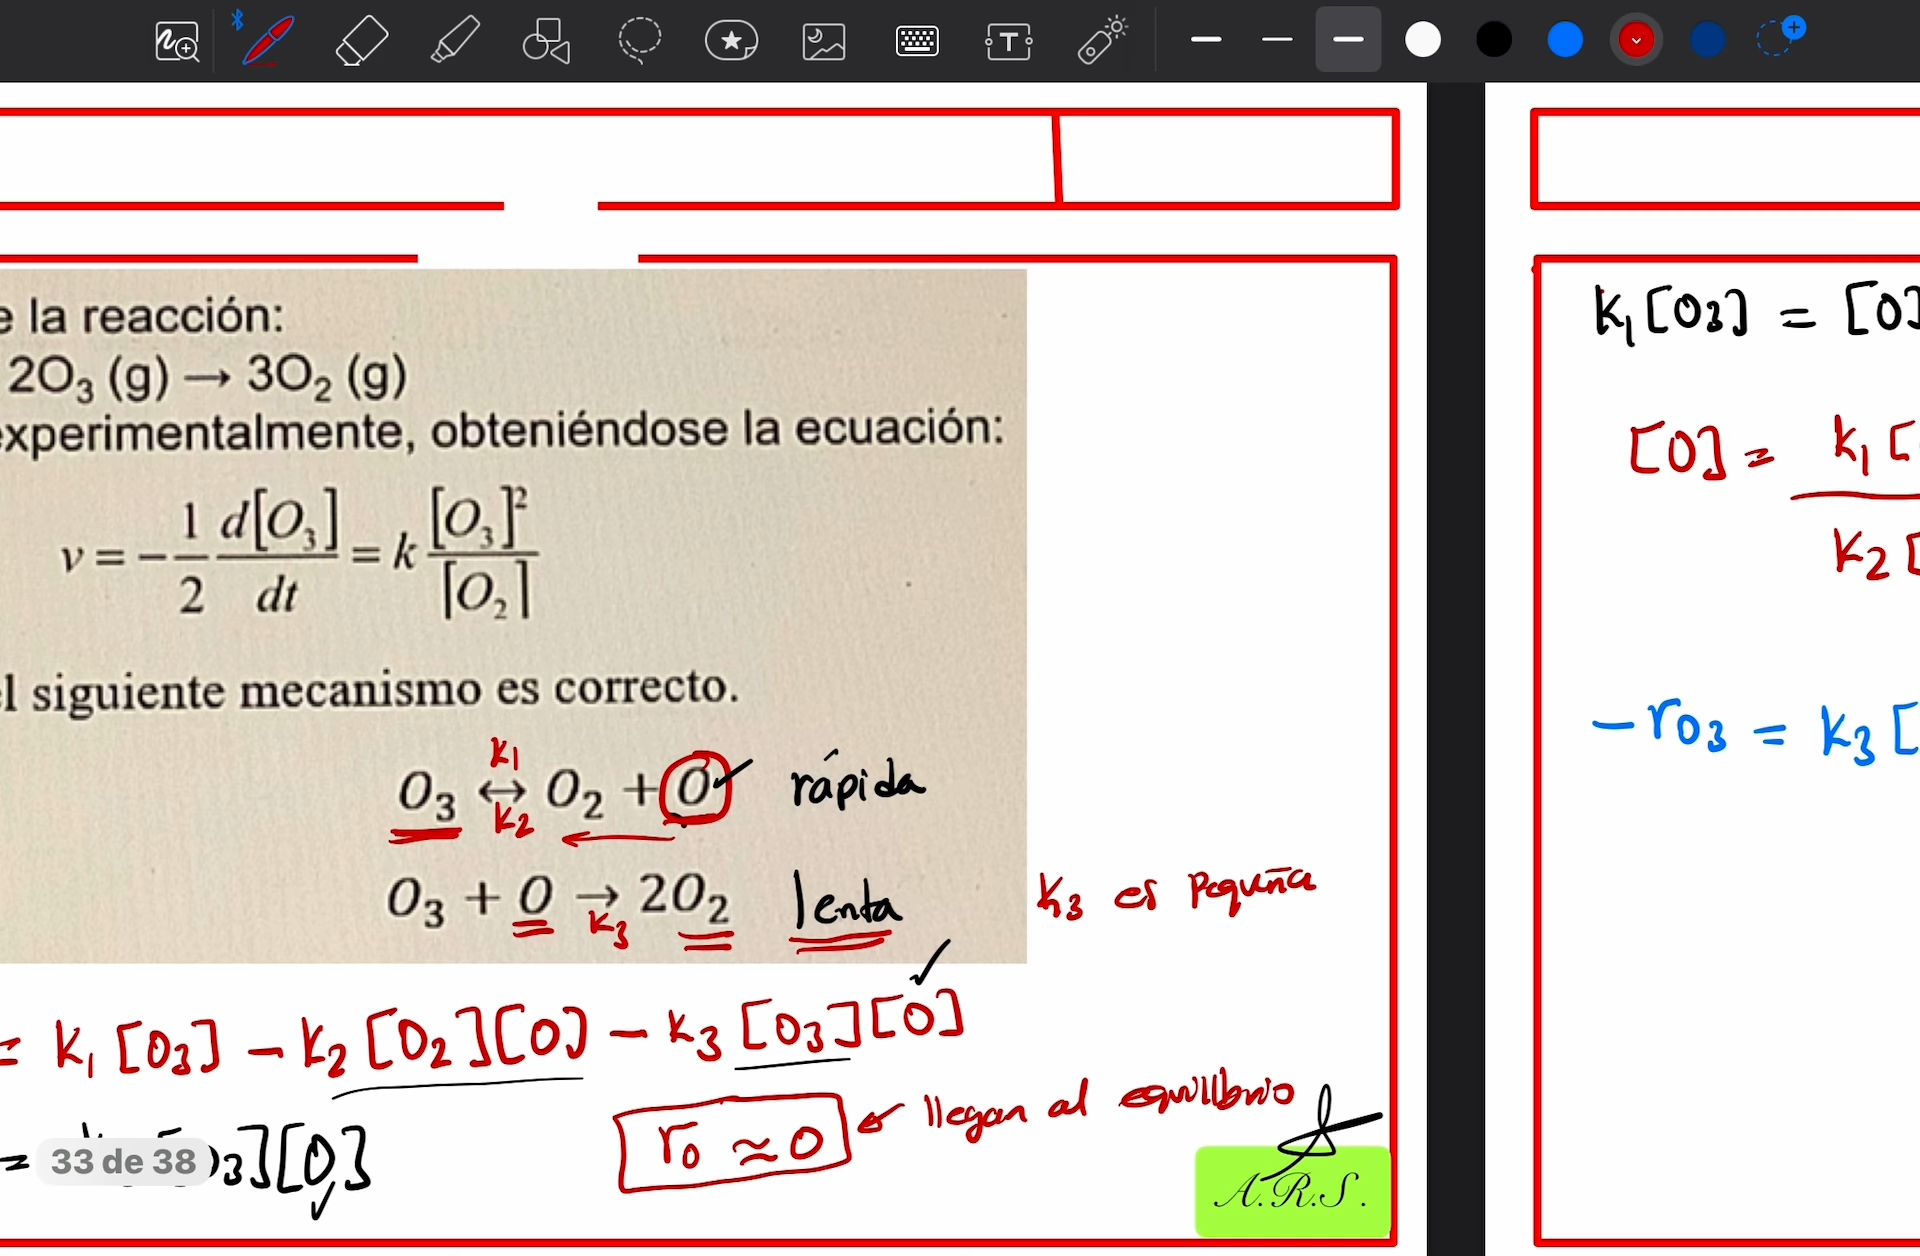 e la reacción:
2O₃ (g) → 3O₂ (g)
experimentalmente, obteniéndose la ecuación:
v = - 1/2 d[O₃]/dt = k [O₃]²/[O₂]
l siguiente mecanismo es correcto.
k₁
O₃ ↔ O₂ + O rápida
k₂
O₃ + O → 2O₂ lenta k₃ es pequeña
k₃
= k₁ [O₃] - k₂ [O₂][O] - k₃ [O₃][O]
r₀ ≈ 0 ← llegan al equilibrio
= 33 de 38 ₃][O]
A.R.S.
k₁[O₃] = [O]
[O] = k₁ [
k₂ [
-rO₃ = k₃ [